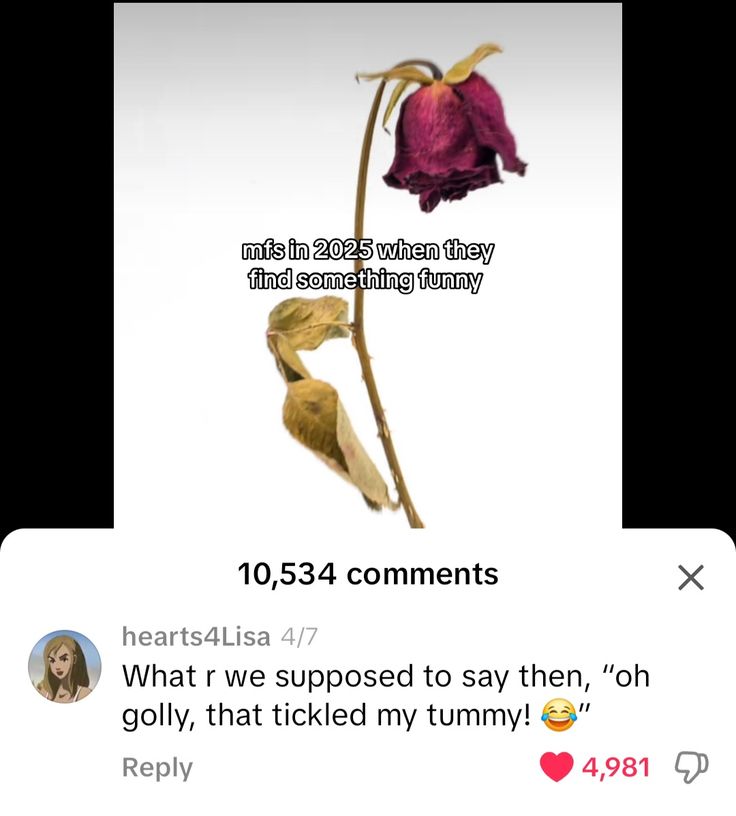 mfs in 2025 when they
find something funny
10,534 comments
hearts4Lisa 4/7
What r we supposed to say then, "oh
golly, that tickled my tummy! 😂"
Reply
4,981